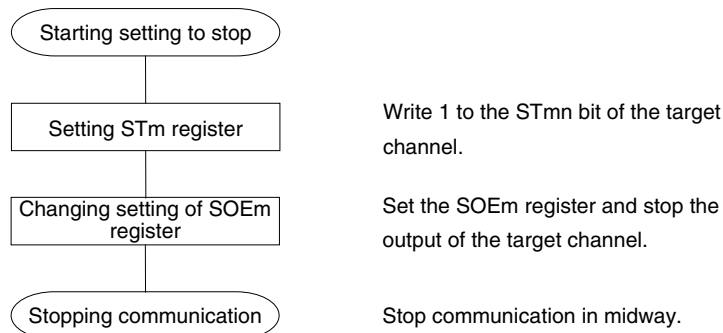 Starting setting to stop
Setting STm register
Write 1 to the STmn bit of the target
channel.
Changing setting of SOEm
register
Set the SOEm register and stop the
output of the target channel.
Stopping communication
Stop communication in midway.